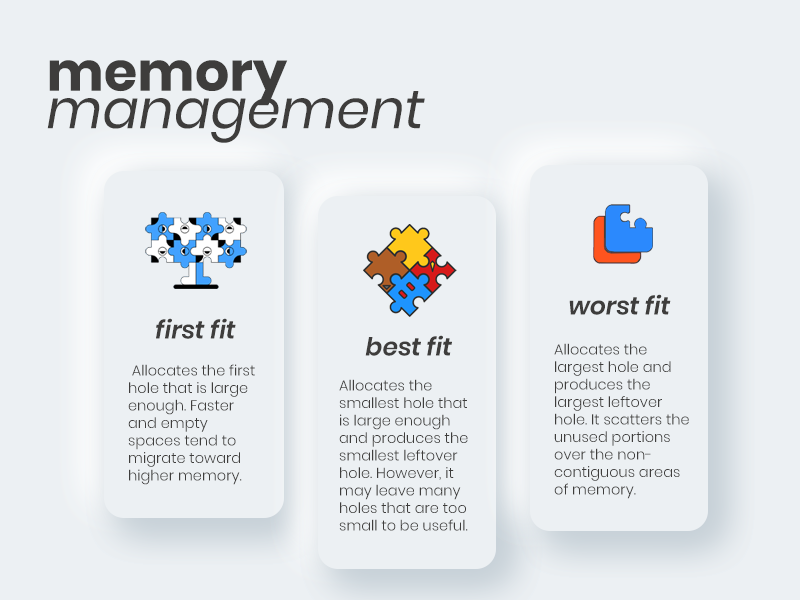 memory
management
first fit
Allocates the first
hole that is large
enough. Faster
and empty
spaces tend to
migrate toward
higher memory.
best fit
Allocates the
smallest hole that
is large enough
and produces the
smallest leftover
hole. However, it
may leave many
holes that are too
small to be useful.
worst fit
Allocates the
largest hole and
produces the
largest leftover
hole. It scatters the
unused portions
over the non-
contiguous areas
of memory.